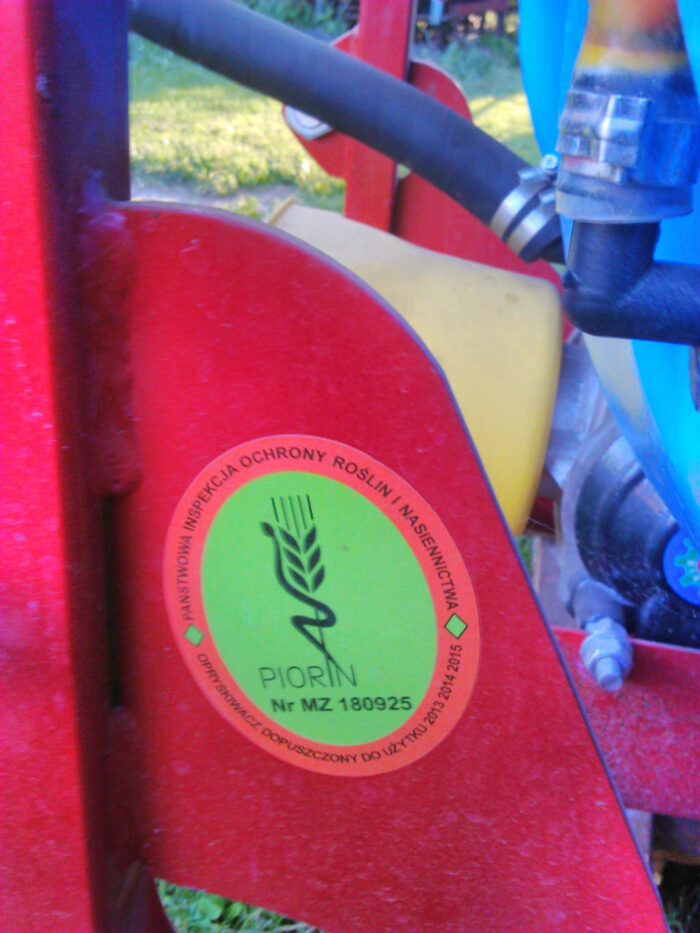 PAŃSTWOWA INSPEKCJA OCHRONY ROŚLIN I NASIENNICTWA
PIORIN
Nr MZ 180925
OPRYSKIWACZ DOPUSZCZONY DO UŻYTKU 2013 2014 2015